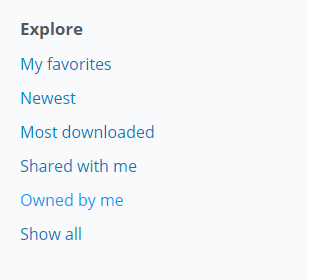 Explore
My favorites
Newest
Most downloaded
Shared with me
Owned by me
Show all